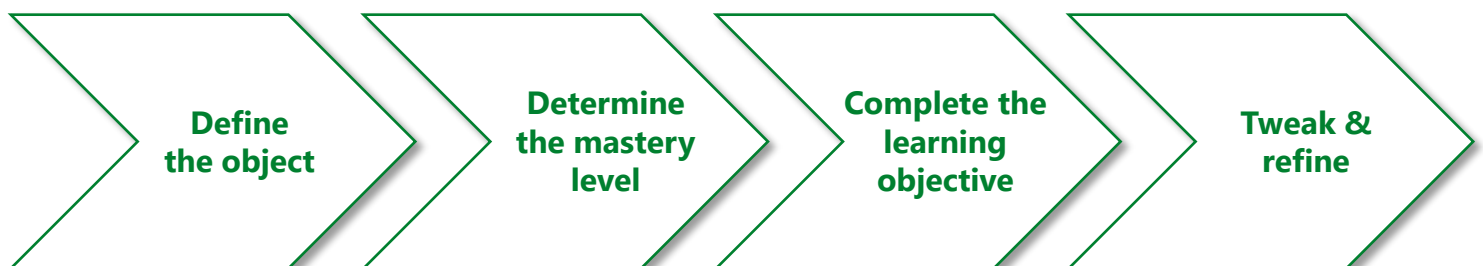 Define
the object
Determine
the mastery
level
Complete the
learning
objective
Tweak &
refine